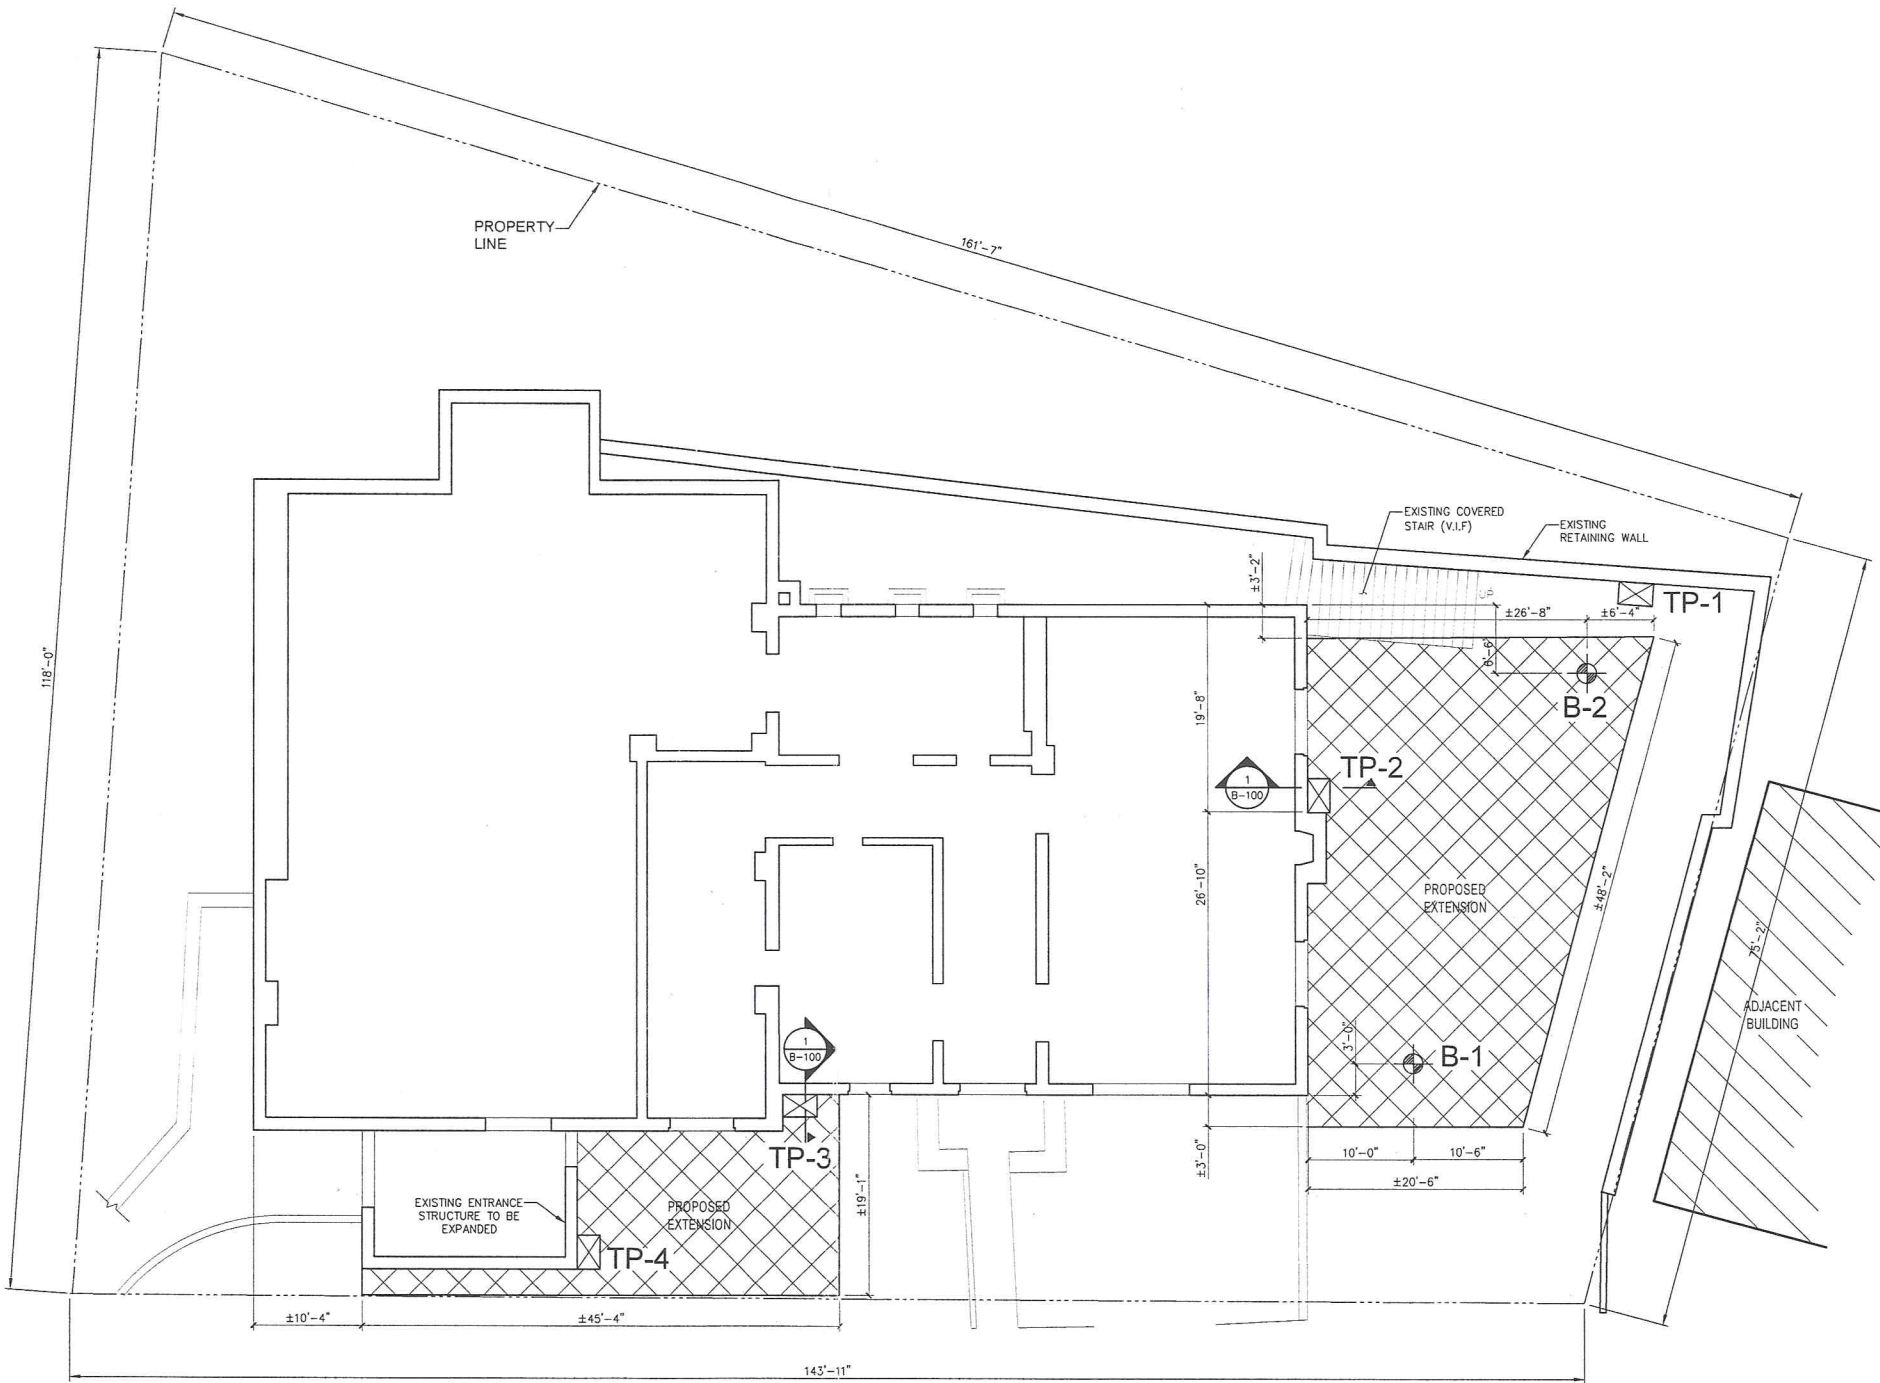 161'-7"
PROPERTY
LINE
118'-0"
EXISTING COVERED
STAIR (V.I.F)
EXISTING
RETAINING WALL
±3'-2"
UP
±26'-8"
±6'-4"
TP-1
6'-6"
B-2
19'-8"
TP-2
1
B-100
26'-10"
PROPOSED
EXTENSION
±48'-2"
75'-2"
ADJACENT
BUILDING
1
B-100
3'-0"
B-1
TP-3
±3'-0"
10'-0"
10'-6"
±20'-6"
±19'-1"
EXISTING ENTRANCE
STRUCTURE TO BE
EXPANDED
PROPOSED
EXTENSION
TP-4
±10'-4"
±45'-4"
143'-11"